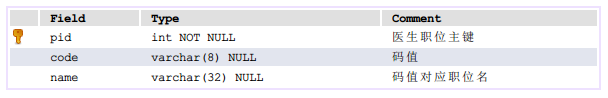 Field Type Comment
pid int NOT NULL 医生职位主键
code varchar(8) NULL 码值
name varchar(32) NULL 码值对应职位名